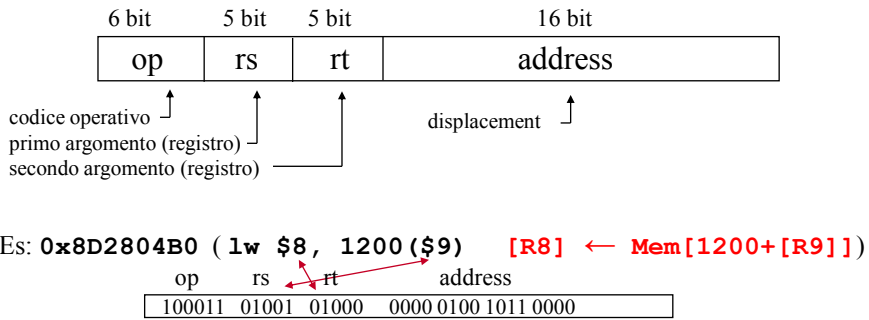 6 bit 5 bit 5 bit 16 bit
op rs rt address
codice operativo
displacement
primo argomento (registro)
secondo argomento (registro)
Es: 0x8D2804B0 ( lw $8, 1200($9) [R8] ← Mem[1200+[R9]])
op rs rt address
100011 01001 01000 0000 0100 1011 0000